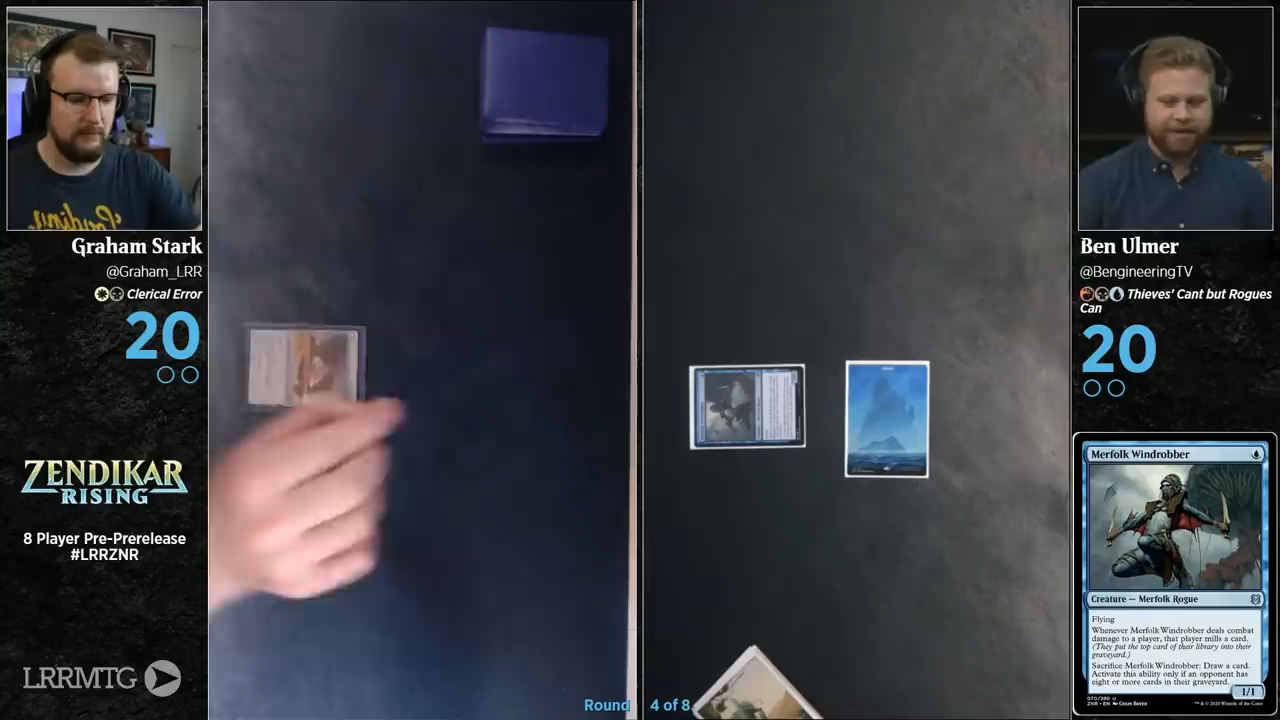 Graham Stark
@Graham_LRR
Clerical Error
20
ZENDIKAR
RISING
8 Player Pre-Prerelease
#LRRZNR
LRRMTG
Round 4 of 8
Ben Ulmer
@BengineeringTV
Thieves' Cant but Rogues
Can
20
Merfolk Windrobber
Creature — Merfolk Rogue
Flying
Whenever Merfolk Windrobber deals combat
damage to a player, that player mills a card.
(They put the top card of their library into their
graveyard.)
Sacrifice Merfolk Windrobber: Draw a card.
Activate this ability only if an opponent has
eight or more cards in their graveyard.
1/1